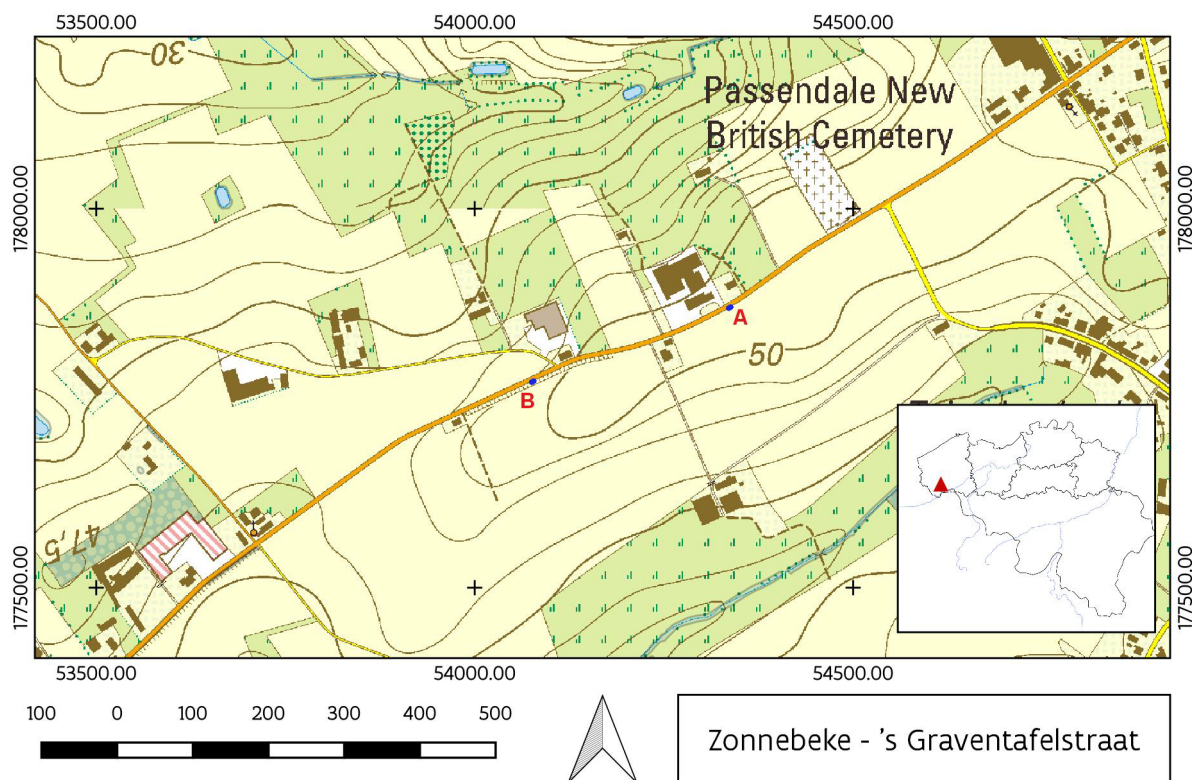 53500.00 54000.00 54500.00
30
Passendale New
British Cemetery
178000.00 178000.00
A
50
B
47,5
177500.00 177500.00
53500.00 54000.00 54500.00
100 0 100 200 300 400 500
Zonnebeke - 's Graventafelstraat